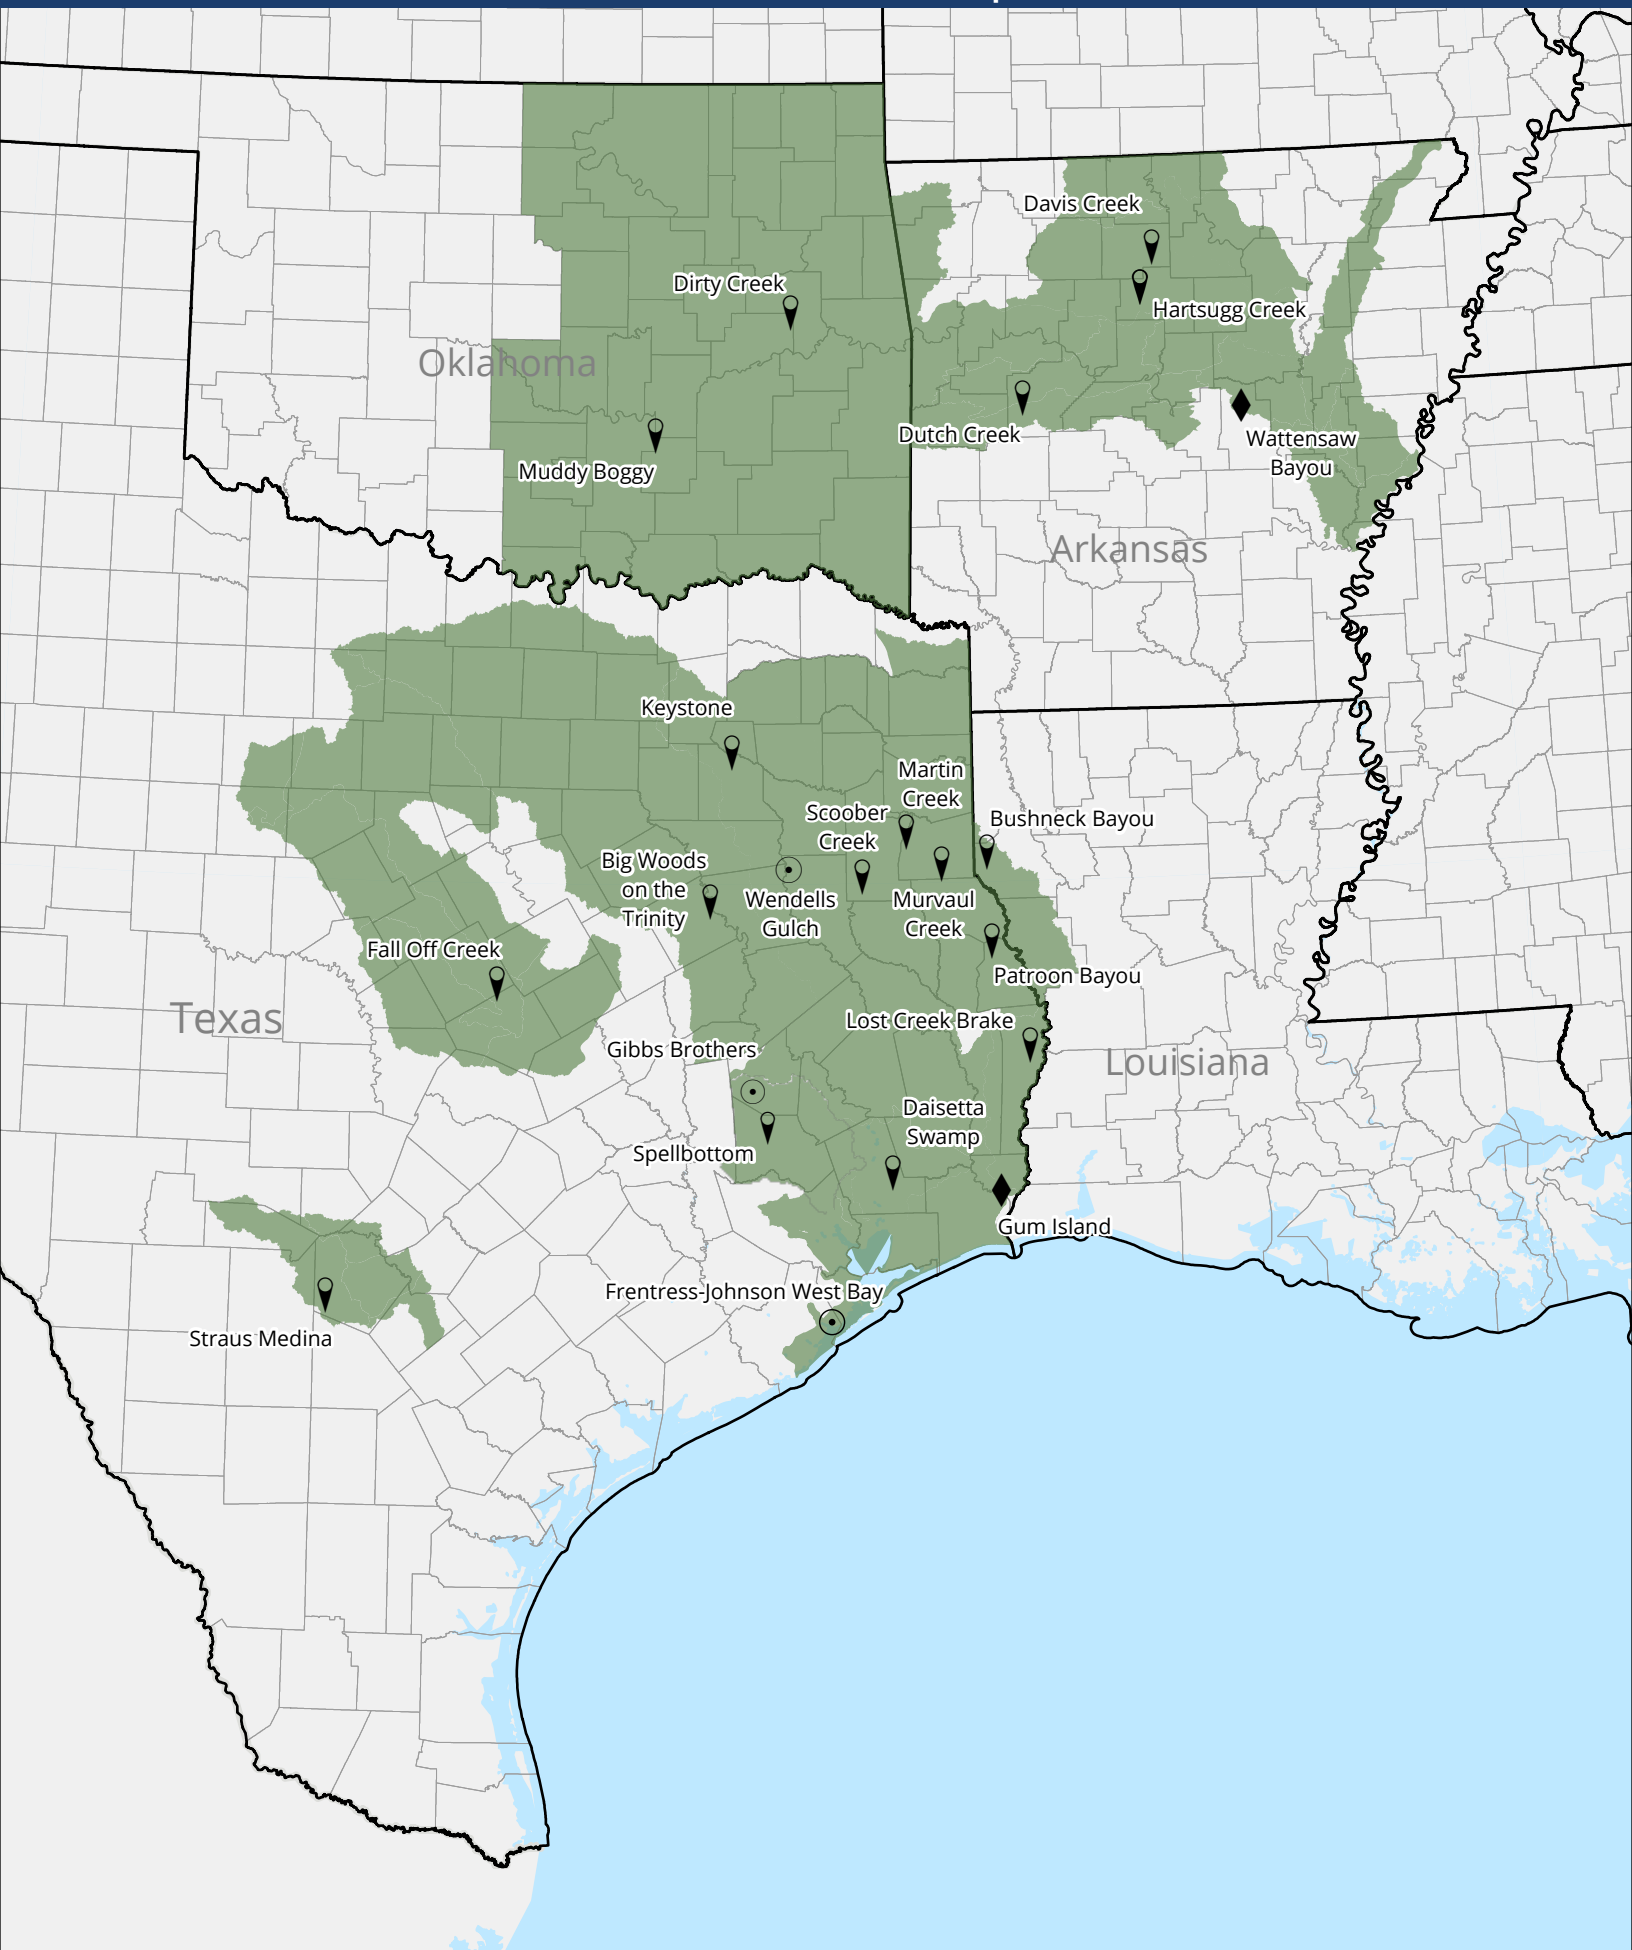 Davis Creek
Dirty Creek
Hartsugg Creek
Oklahoma
Dutch Creek
Wattensaw
Bayou
Muddy Boggy
Arkansas
Keystone
Martin
Creek
Scoober
Creek
Bushneck Bayou
Big Woods
on the
Trinity
Wendells
Gulch
Murvaul
Creek
Fall Off Creek
Patroon Bayou
Texas
Lost Creek Brake
Gibbs Brothers
Louisiana
Daisetta
Swamp
Spellbottom
Gum Island
Frentress-Johnson West Bay
Straus Medina